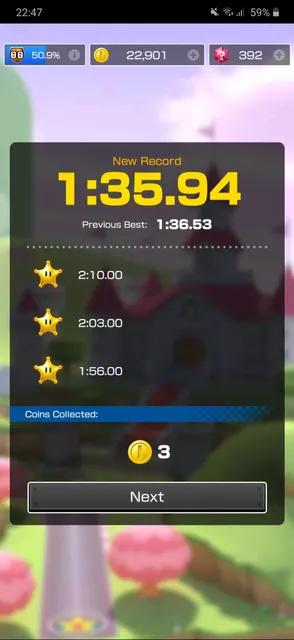 22:47
59%
88 50.9% i 22,901 + 392 +
New Record
1:35.94
Previous Best: 1:36.53
2:10.00
2:03.00
1:56.00
Coins Collected:
3
Next